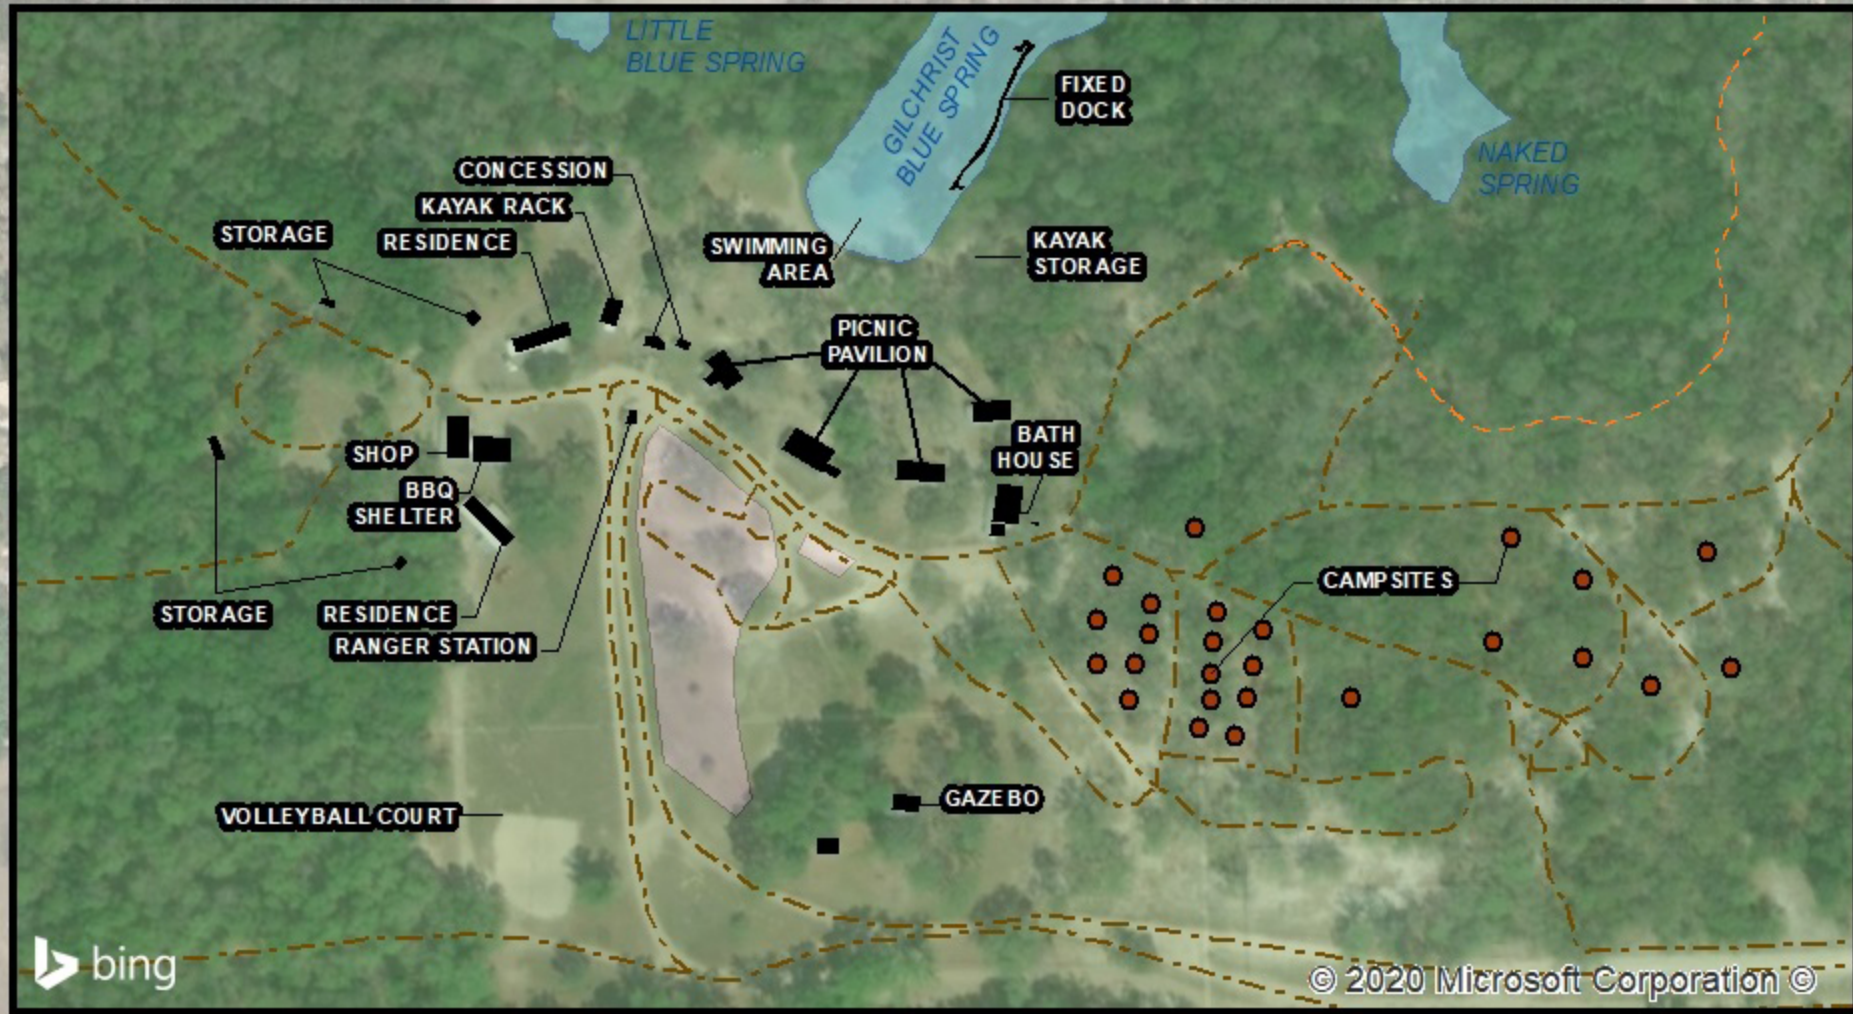 LITTLE
BLUE SPRING
GILCHRIST
BLUE SPRING
FIXED
DOCK
NAKED
SPRING
CONCESSION
KAYAK RACK
STORAGE
RESIDENCE
SWIMMING
AREA
KAYAK
STORAGE
PICNIC
PAVILION
BATH
HOUSE
SHOP
BBQ
SHELTER
CAMPSITES
STORAGE
RESIDENCE
RANGER STATION
GAZEBO
VOLLEYBALL COURT
bing
© 2020 Microsoft Corporation ©